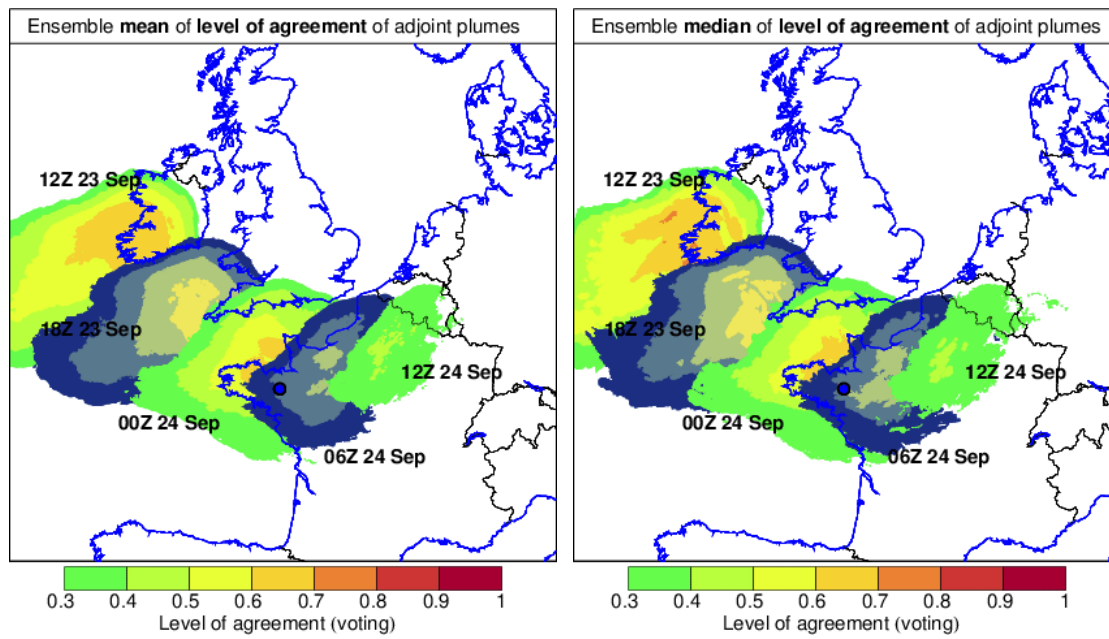 Ensemble mean of level of agreement of adjoint plumes
12Z 23 Sep
18Z 23 Sep
12Z 24 Sep
00Z 24 Sep
06Z 24 Sep
0.3 0.4 0.5 0.6 0.7 0.8 0.9 1
Level of agreement (voting)
Ensemble median of level of agreement of adjoint plumes
12Z 23 Sep
18Z 23 Sep
12Z 24 Sep
00Z 24 Sep
06Z 24 Sep
0.3 0.4 0.5 0.6 0.7 0.8 0.9 1
Level of agreement (voting)